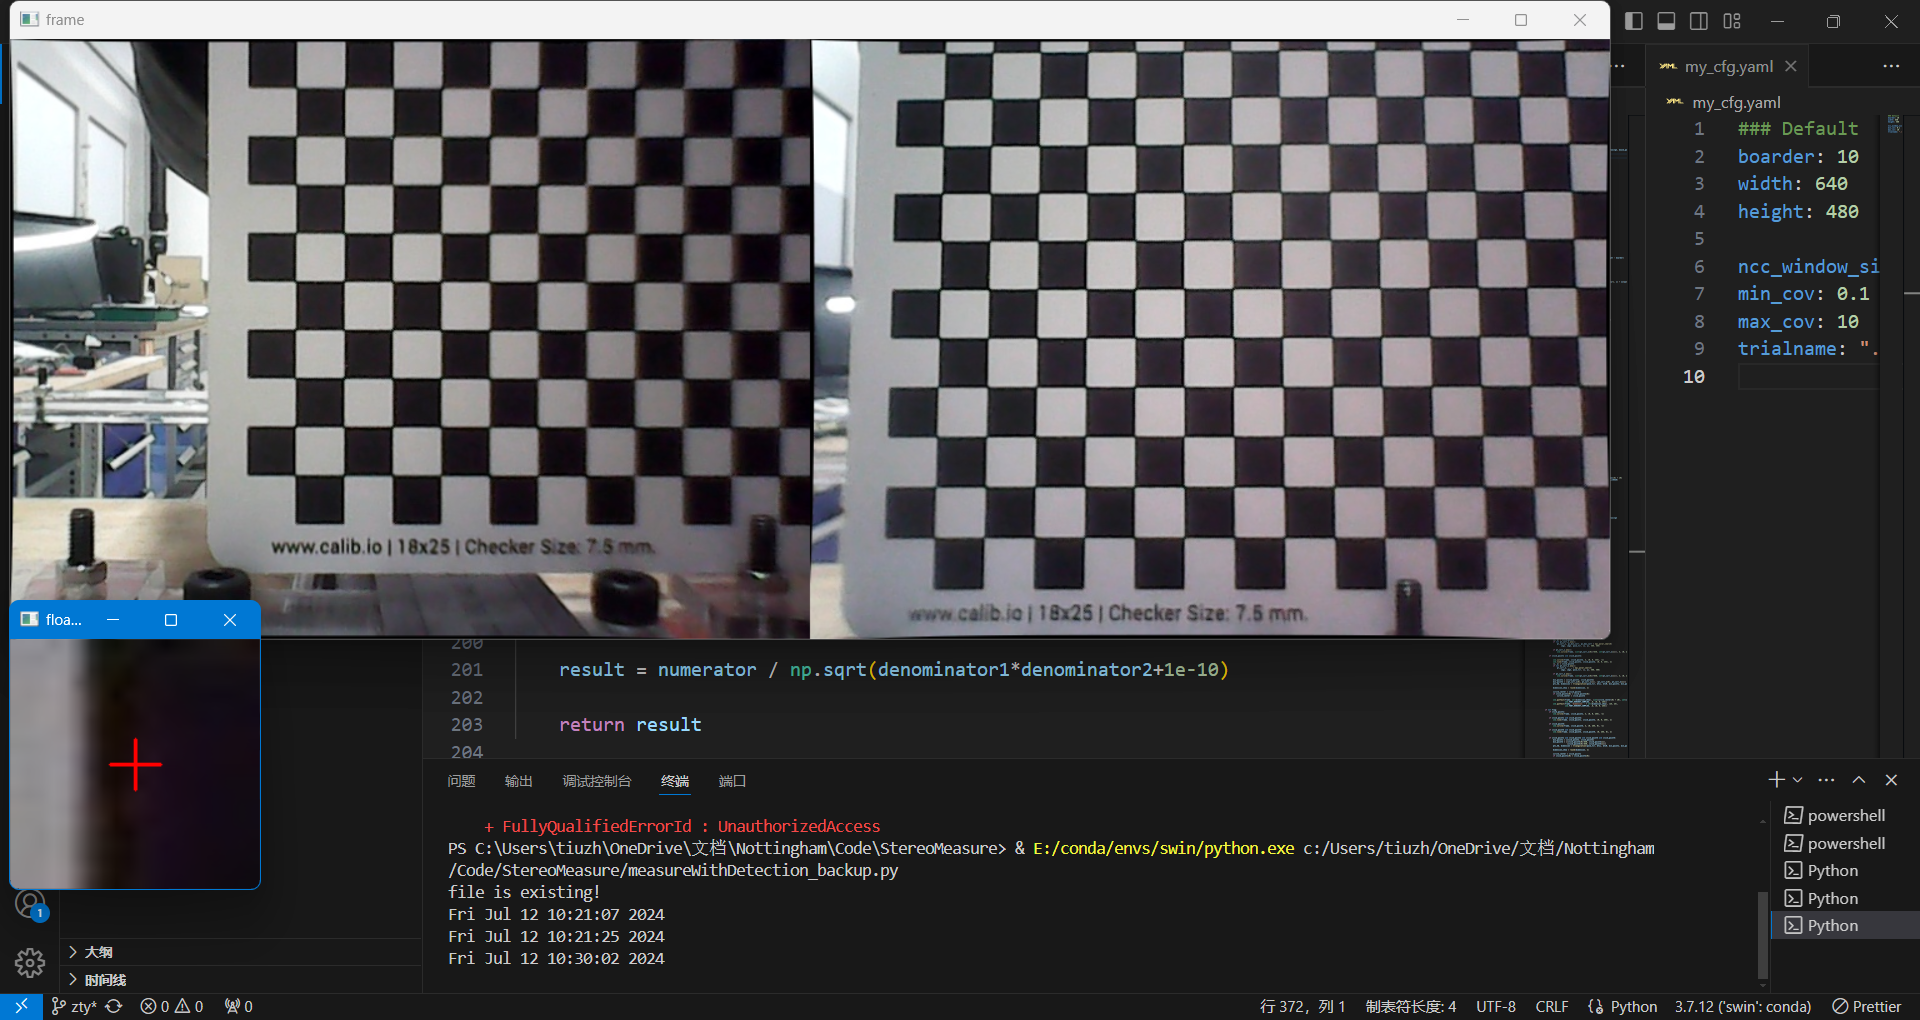 frame
www.calib.io | 18x25 | Checker Size: 7.5 mm.
www.calib.io | 18x25 | Checker Size: 7.5 mm.
my_cfg.yaml
my_cfg.yaml
1 ### Default
2 boarder: 10
3 width: 640
4 height: 480
5
6 ncc_window_si
7 min_cov: 0.1
8 max_cov: 10
9 trialname: ".
10
floa...
200
201 result = numerator / np.sqrt(denominator1*denominator2+1e-10)
202
203 return result
204
问题 输出 调试控制台 终端 端口
+ FullyQualifiedErrorId : UnauthorizedAccess
PS C:\Users\tiuzh\OneDrive\文档\Nottingham\Code\StereoMeasure> & E:/conda/envs/swin/python.exe c:/Users/tiuzh/OneDrive/文档/Nottingham
/Code/StereoMeasure/measureWithDetection_backup.py
file is existing!
Fri Jul 12 10:21:07 2024
Fri Jul 12 10:21:25 2024
Fri Jul 12 10:30:02 2024
powershell
powershell
Python
Python
Python
1
大纲
时间线
zty* 0 0 0
行 372，列 1 制表符长度: 4 UTF-8 CRLF Python 3.7.12 ('swin': conda) Prettier